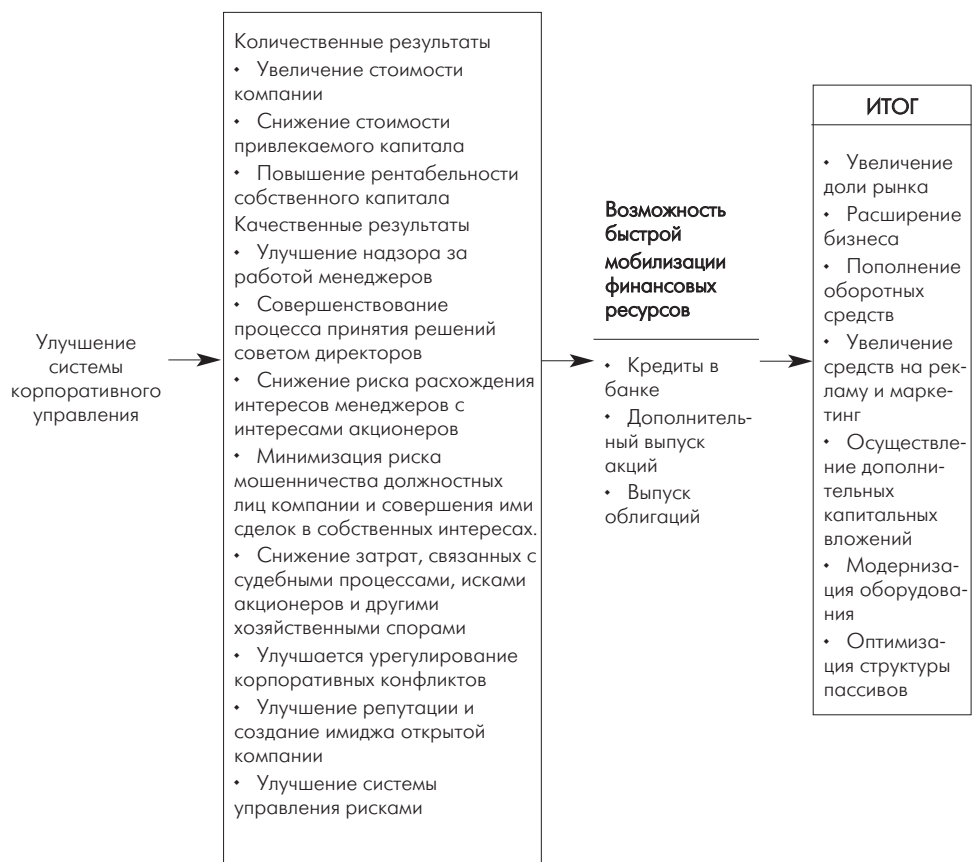 Улучшение
системы
корпоративного
управления
Количественные результаты
• Увеличение стоимости
компании
• Снижение стоимости
привлекаемого капитала
• Повышение рентабельности
собственного капитала
Качественные результаты
• Улучшение надзора за
работой менеджеров
• Совершенствование
процесса принятия решений
советом директоров
• Снижение риска расхождения
интересов менеджеров с
интересами акционеров
• Минимизация риска
мошенничества должностных
лиц компании и совершения ими
сделок в собственных интересах.
• Снижение затрат, связанных с
судебными процессами, исками
акционеров и другими
хозяйственными спорами
• Улучшается урегулирование
корпоративных конфликтов
• Улучшение репутации и
создание имиджа открытой
компании
• Улучшение системы
управления рисками
Возможность
быстрой
мобилизации
финансовых
ресурсов
• Кредиты в
банке
• Дополнитель-
ный выпуск
акций
• Выпуск
облигаций
ИТОГ
• Увеличение
доли рынка
• Расширение
бизнеса
• Пополнение
оборотных
средств
• Увеличение
средств на рек-
ламу и марке-
тинг
• Осуществле-
ние дополни-
тельных
капитальных
вложений
• Модерниза-
ция оборудова-
ния
• Оптимиза-
ция структуры
пассивов